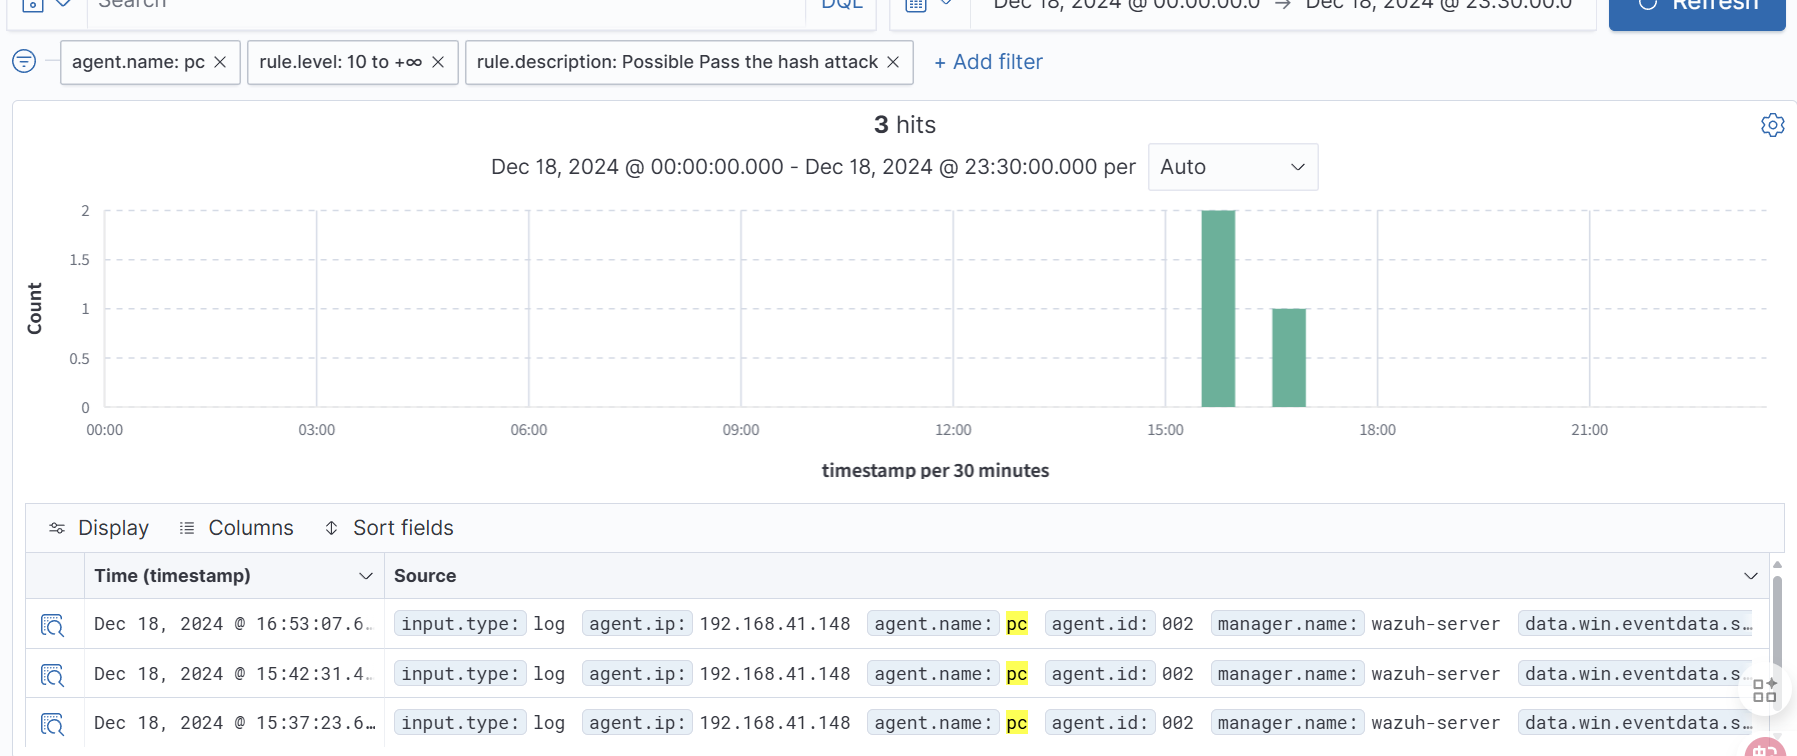 Search DQL Dec 18, 2024 @ 00:00:00.0 → Dec 18, 2024 @ 23:30:00.0 Refresh
agent.name: pc × rule.level: 10 to +∞ × rule.description: Possible Pass the hash attack × + Add filter
3 hits
Dec 18, 2024 @ 00:00:00.000 - Dec 18, 2024 @ 23:30:00.000 per Auto
2
1.5
1
0.5
0
Count
00:00 03:00 06:00 09:00 12:00 15:00 18:00 21:00
timestamp per 30 minutes
Display Columns Sort fields
Time (timestamp) Source
Dec 18, 2024 @ 16:53:07.6… input.type: log agent.ip: 192.168.41.148 agent.name: pc agent.id: 002 manager.name: wazuh-server data.win.eventdata.s…
Dec 18, 2024 @ 15:42:31.4… input.type: log agent.ip: 192.168.41.148 agent.name: pc agent.id: 002 manager.name: wazuh-server data.win.eventdata.s…
Dec 18, 2024 @ 15:37:23.6… input.type: log agent.ip: 192.168.41.148 agent.name: pc agent.id: 002 manager.name: wazuh-server data.win.eventdata.s…